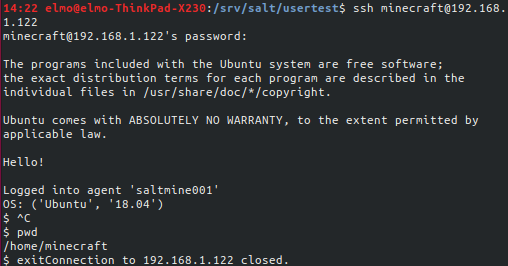 14:22 elmo@elmo-ThinkPad-X230:/srv/salt/usertest$ ssh minecraft@192.168.
1.122
minecraft@192.168.1.122's password:
The programs included with the Ubuntu system are free software;
the exact distribution terms for each program are described in the
individual files in /usr/share/doc/*/copyright.
Ubuntu comes with ABSOLUTELY NO WARRANTY, to the extent permitted by
applicable law.
Hello!
Logged into agent 'saltmine001'
OS: ('Ubuntu', '18.04')
$ ^C
$ pwd
/home/minecraft
$ exitConnection to 192.168.1.122 closed.